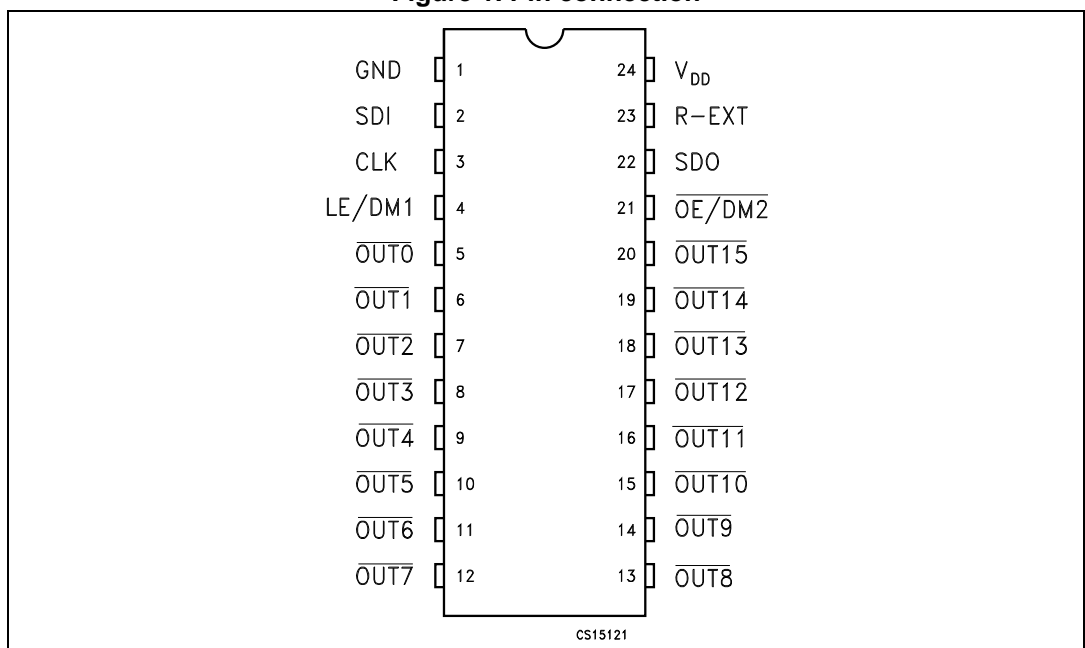 Figure 1. Pin connection
GND 1 24 VDD
SDI 2 23 R-EXT
CLK 3 22 SDO
LE/DM1 4 21 OE/DM2
OUT0 5 20 OUT15
OUT1 6 19 OUT14
OUT2 7 18 OUT13
OUT3 8 17 OUT12
OUT4 9 16 OUT11
OUT5 10 15 OUT10
OUT6 11 14 OUT9
OUT7 12 13 OUT8
CS15121